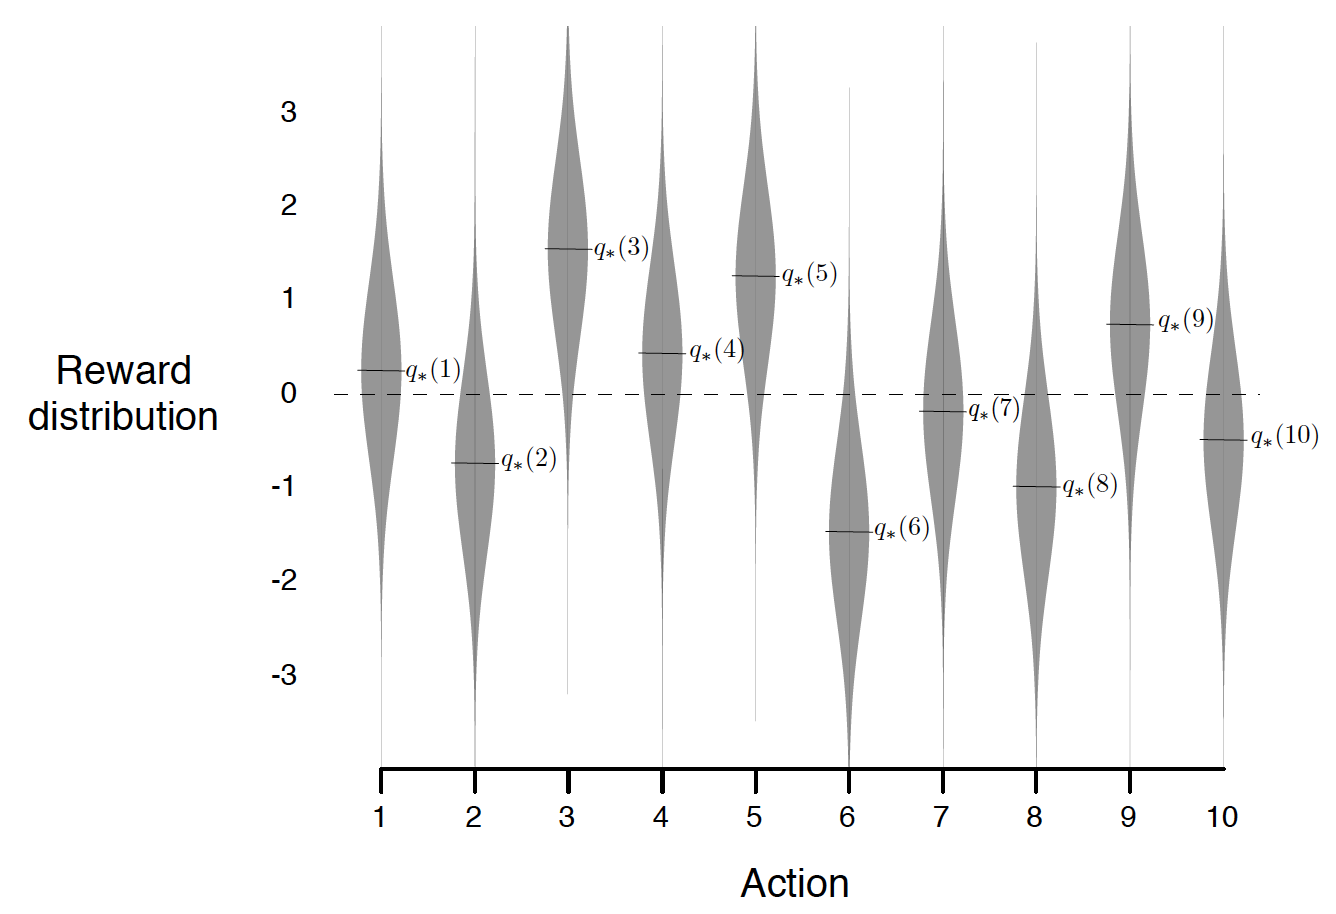 3
2
1
0
-1
-2
-3
Reward
distribution
q∗(1)
q∗(2)
q∗(3)
q∗(4)
q∗(5)
q∗(6)
q∗(7)
q∗(8)
q∗(9)
q∗(10)
1 2 3 4 5 6 7 8 9 10
Action